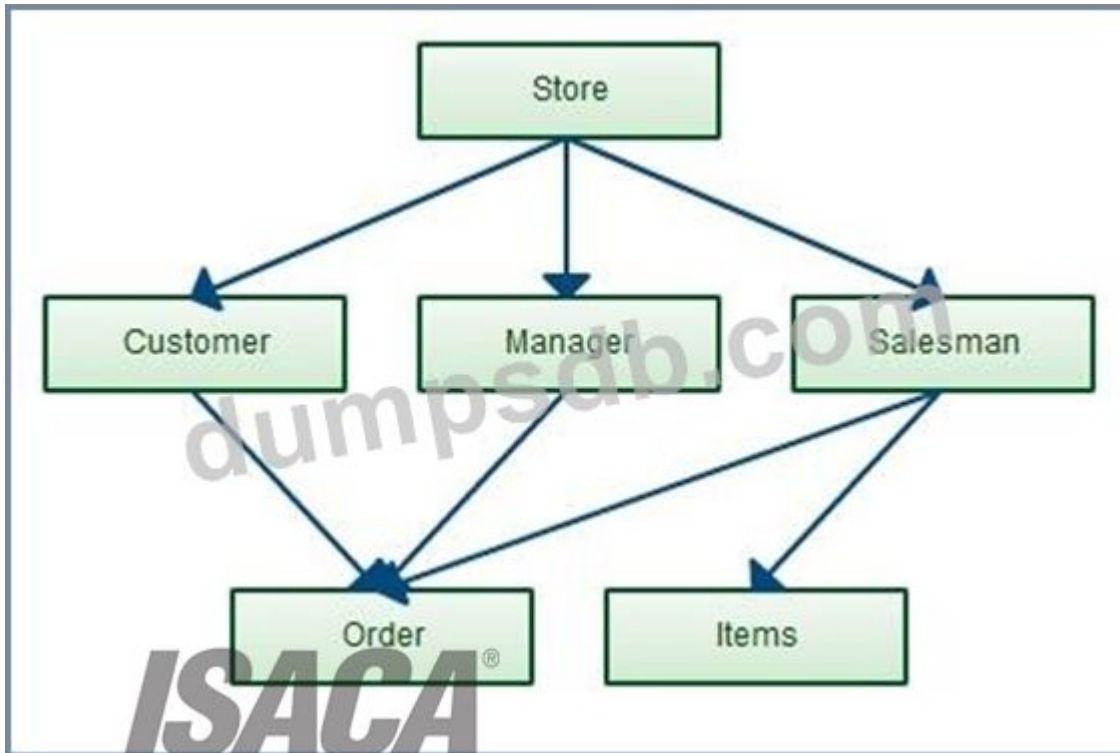 Store
Customer
Manager
Salesman
dumpsdb.com
Order
Items
ISACA®